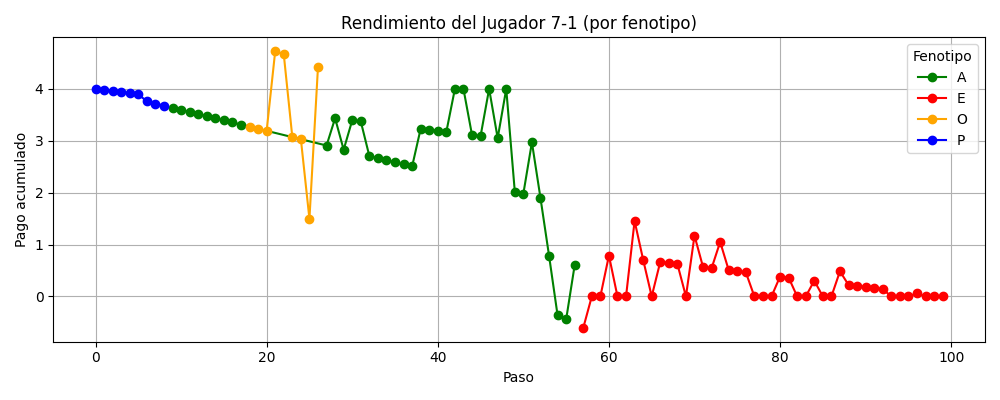 Rendimiento del Jugador 7-1 (por fenotipo)
Fenotipo
A
E
O
P
Pago acumulado
4
3
2
1
0
0 20 40 60 80 100
Paso